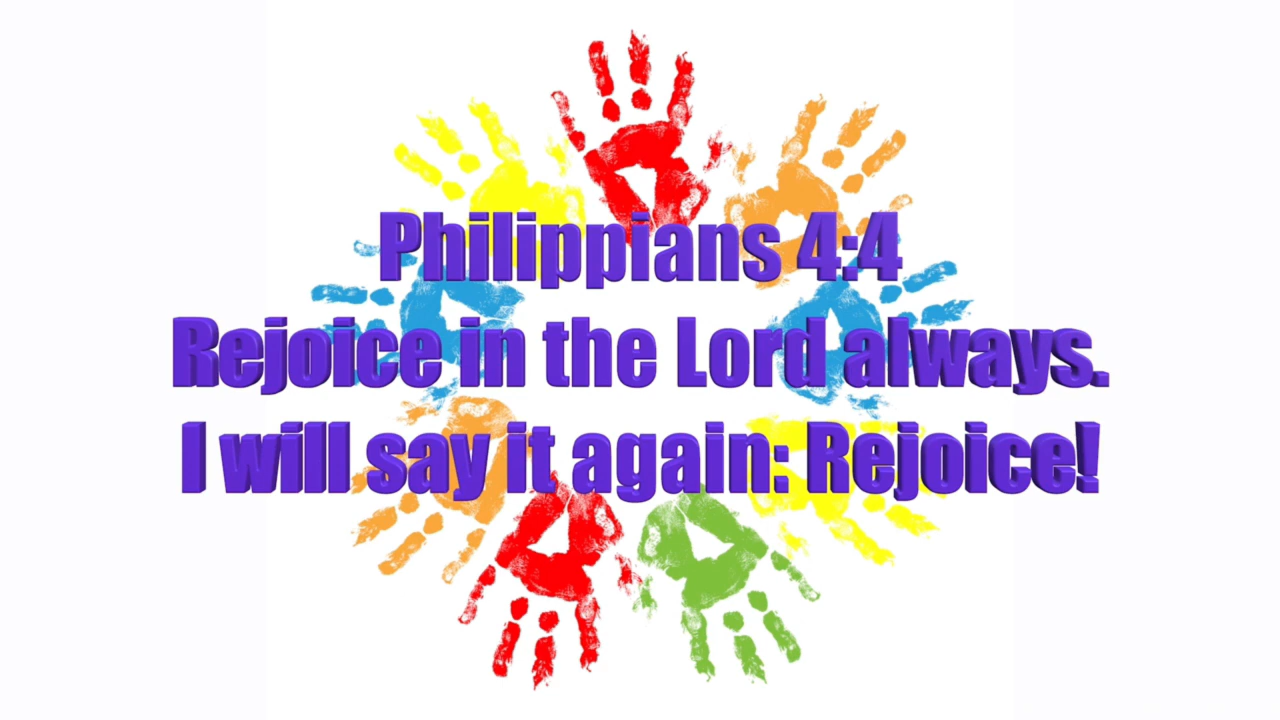 Philippians 4:4
Rejoice in the Lord always.
I will say it again: Rejoice!